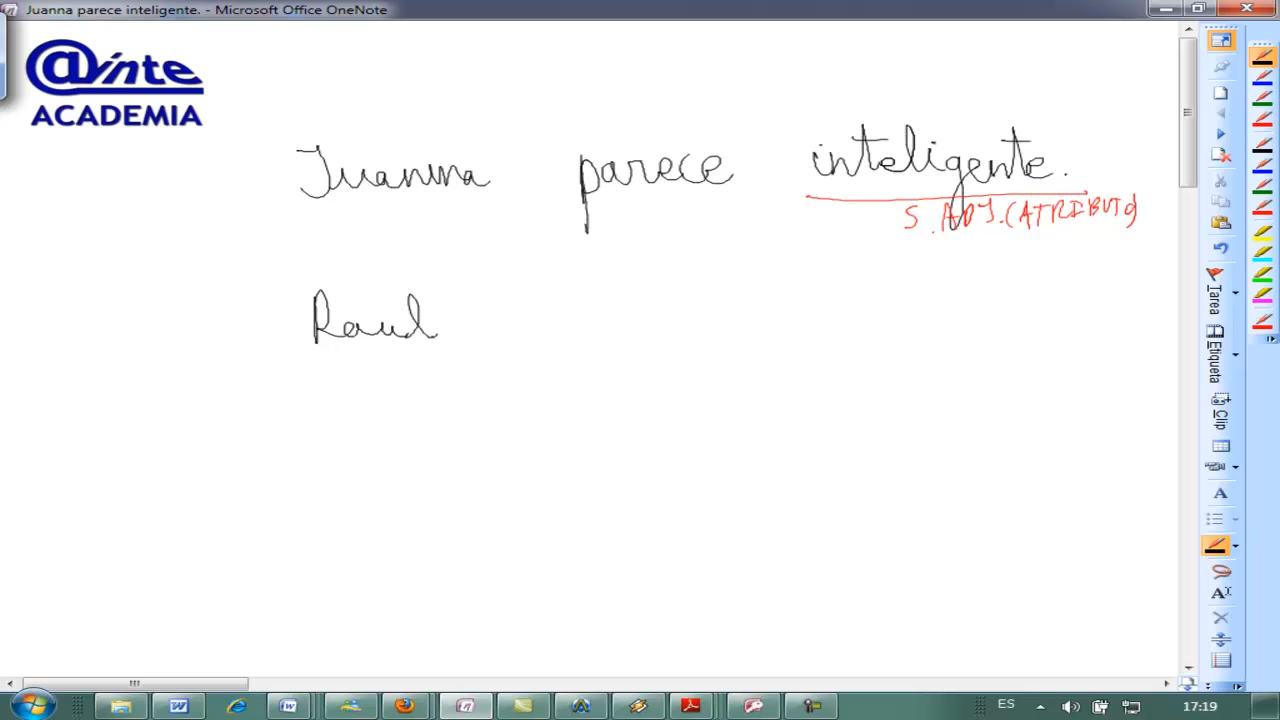 Juanna parece inteligente. - Microsoft Office OneNote
@inte
ACADEMIA
Juanina parece inteligente.
S. ADJ. (ATRIBUTO)
Raul
Tarea
Etiqueta
Clip
ES
17:19